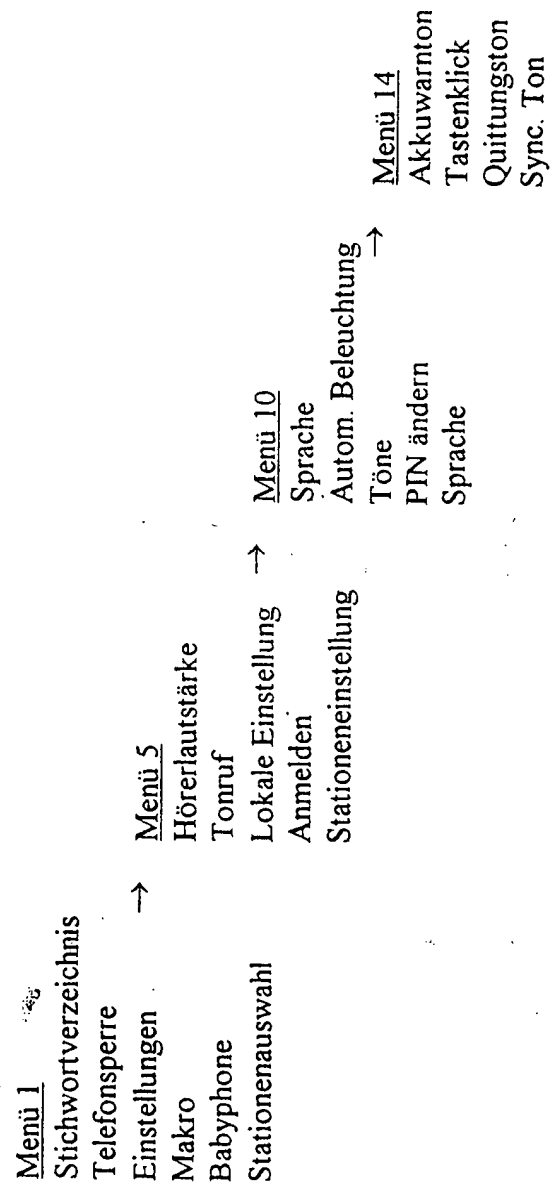 Menü 1
Stichwortverzeichnis
Telefonsperre
Einstellungen →
Makro
Babyphone
Stationenauswahl
Menü 5
Hörerlautstärke
Tonruf
Lokale Einstellung →
Anmelden
Stationeneinstellung
Menü 10
Sprache
Autom. Beleuchtung
Töne →
PIN ändern
Sprache
Menü 14
Akkuwarnton
Tastenklick
Quittungston
Sync. Ton